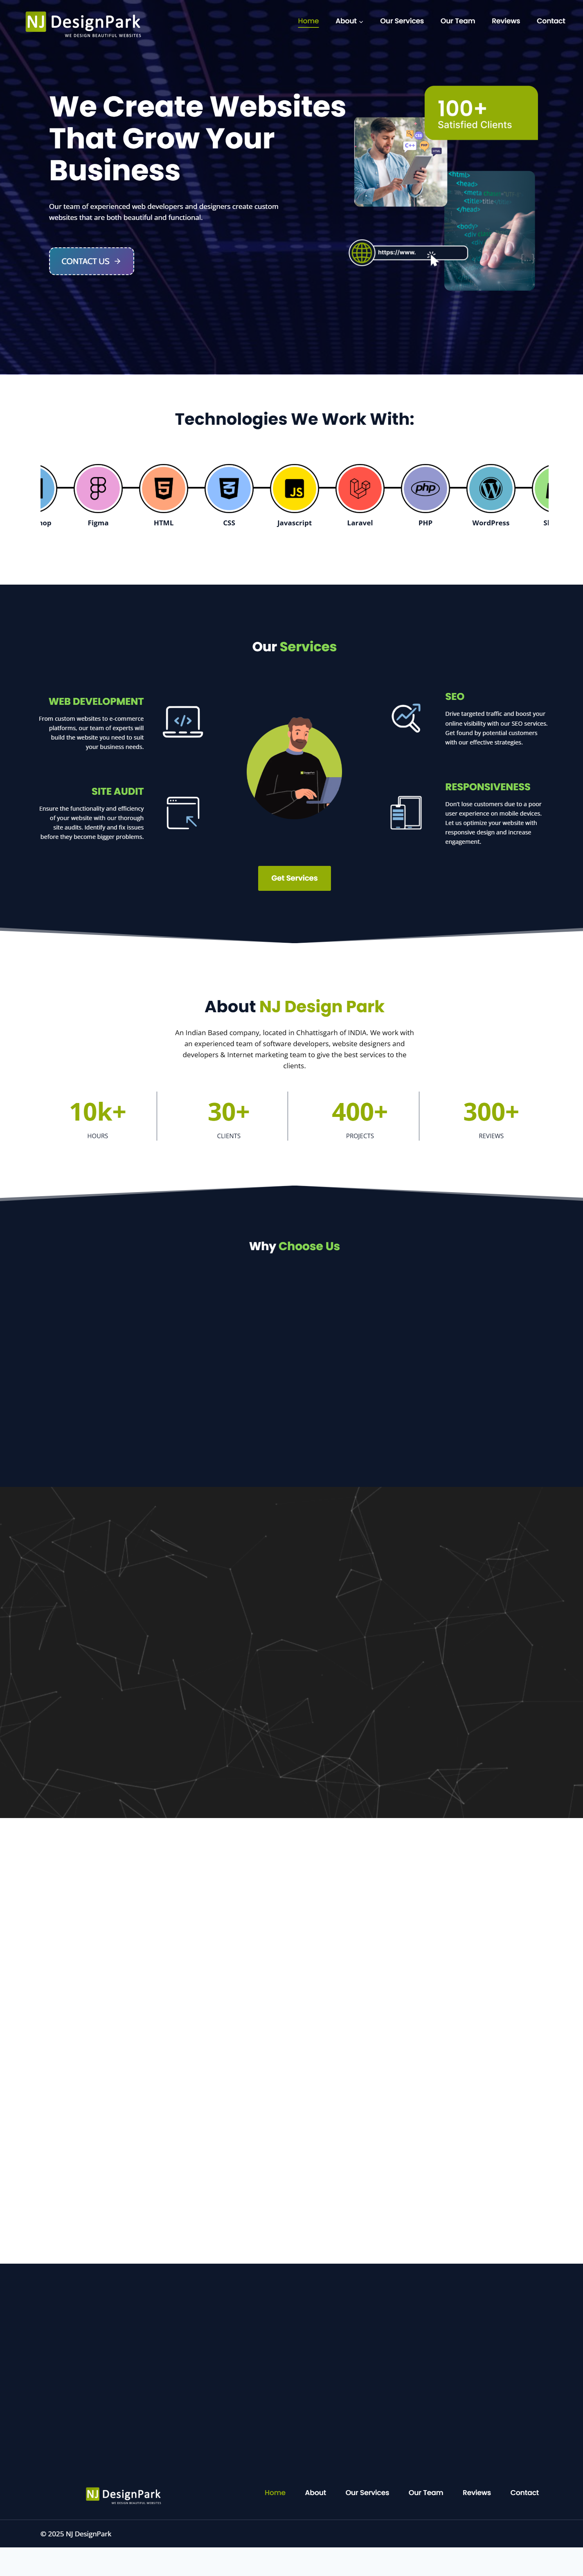 NJ DesignPark
WE DESIGN BEAUTIFUL WEBSITES
Home
About
Our Services
Our Team
Reviews
Contact
We Create Websites
That Grow Your
Business
Our team of experienced web developers and designers create custom
websites that are both beautiful and functional.
CONTACT US →
100+
Satisfied Clients
<html>
<head>
<meta
<title>title
</head>
<body>
<div
https://www.
Technologies We Work With:
Figma
HTML
CSS
Javascript
Laravel
PHP
WordPress
JS
php
Our Services
WEB DEVELOPMENT
From custom websites to e-commerce
platforms, our team of experts will
build the website you need to suit
your business needs.
SEO
Drive targeted traffic and boost your
online visibility with our SEO services.
Get found by potential customers
with our effective strategies.
SITE AUDIT
Ensure the functionality and efficiency
of your website with our thorough
site audits. Identify and fix issues
before they become bigger problems.
RESPONSIVENESS
Don't lose customers due to a poor
user experience on mobile devices.
Let us optimize your website with
responsive design and increase
engagement.
Get Services
About NJ Design Park
An Indian Based company, located in Chhattisgarh of INDIA. We work with
an experienced team of software developers, website designers and
developers & Internet marketing team to give the best services to the
clients.
10k+
HOURS
30+
CLIENTS
400+
PROJECTS
300+
REVIEWS
Why Choose Us
NJ DesignPark
WE DESIGN BEAUTIFUL WEBSITES
Home
About
Our Services
Our Team
Reviews
Contact
© 2025 NJ DesignPark